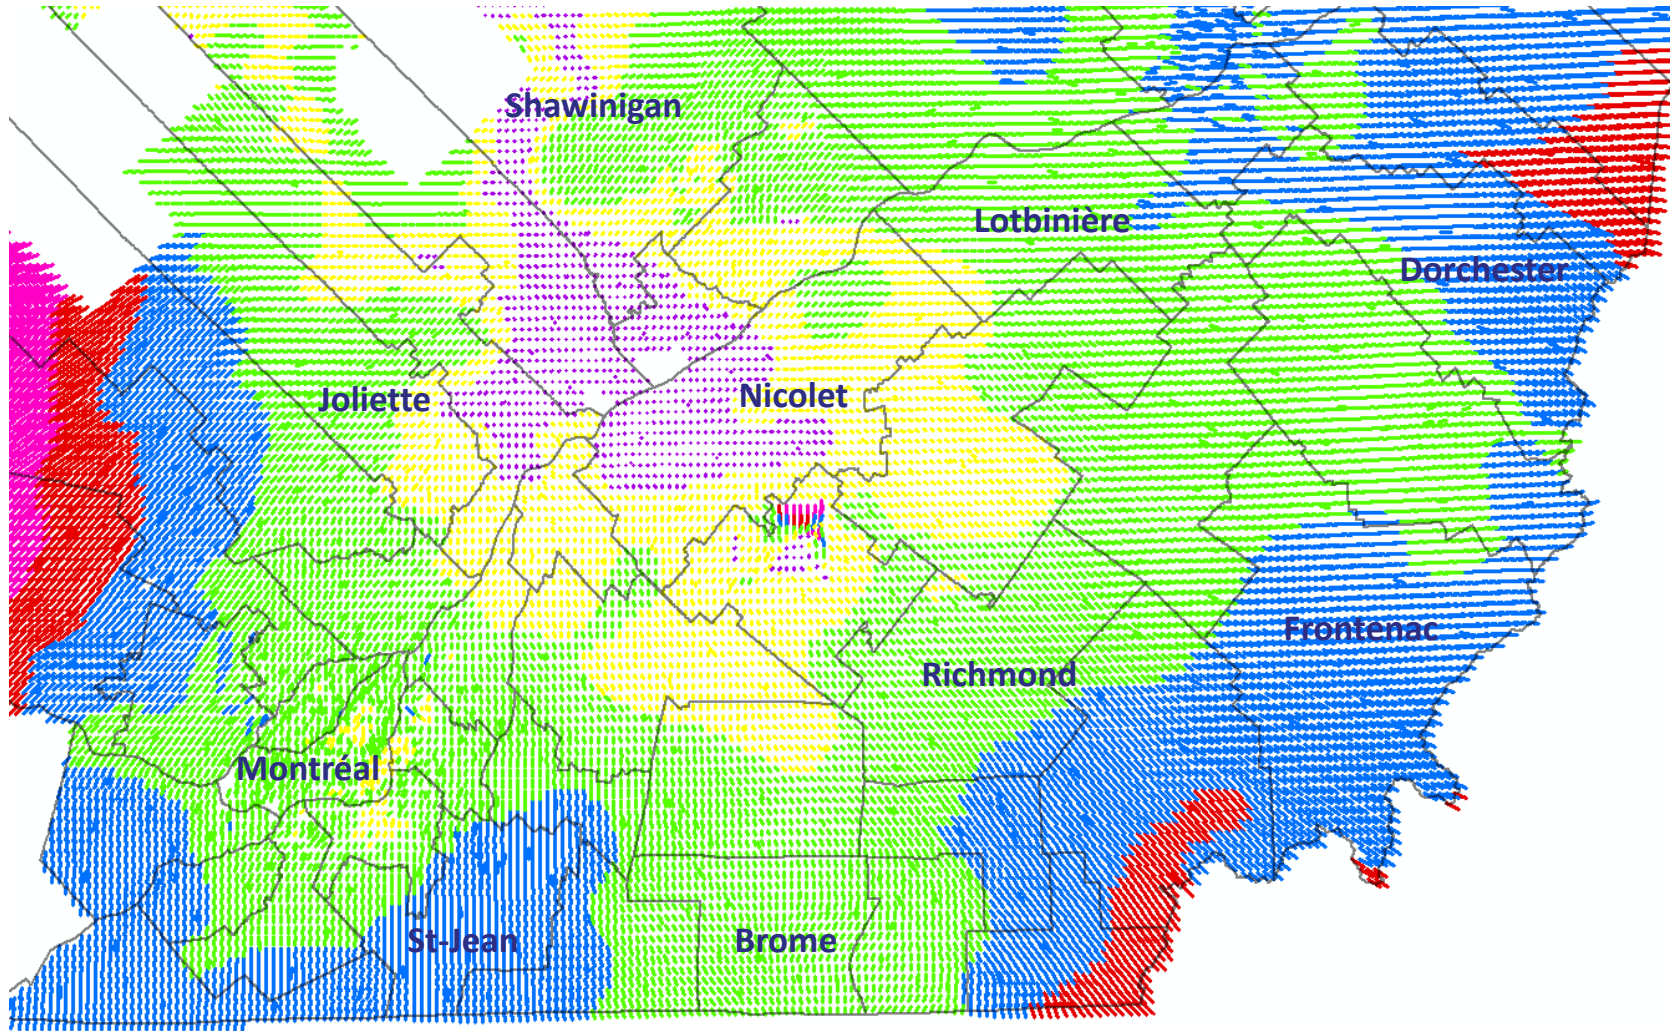 Shawinigan
Lotbinière
Dorchester
Joliette
Nicolet
Frontenac
Richmond
Montréal
St-Jean
Brome